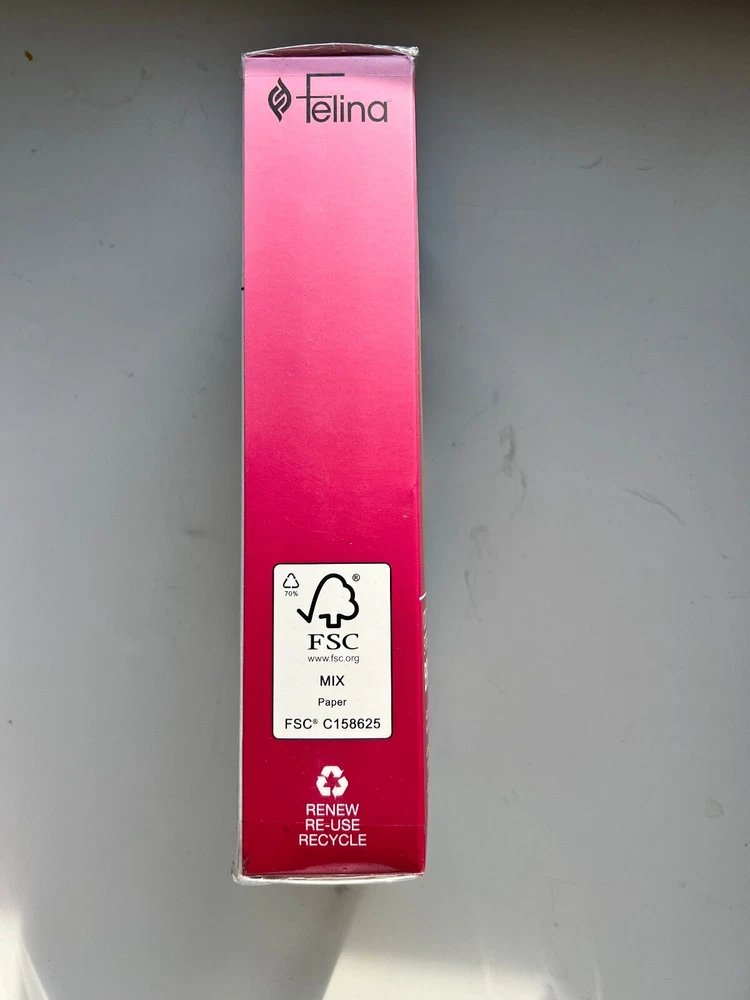 Felina
70%
®
FSC
www.fsc.org
MIX
Paper
FSC® C158625
RENEW
RE-USE
RECYCLE